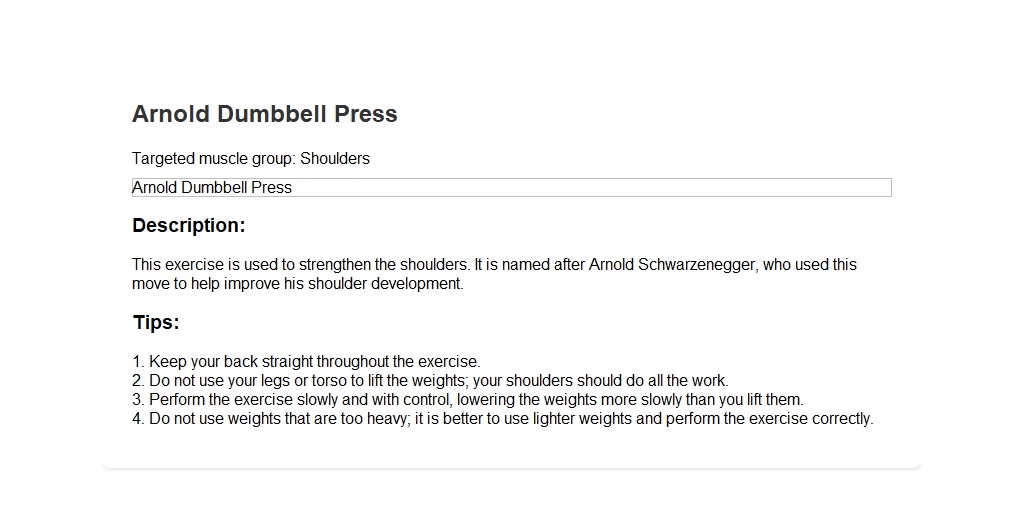 Arnold Dumbbell Press
Targeted muscle group: Shoulders
Arnold Dumbbell Press
Description:
This exercise is used to strengthen the shoulders. It is named after Arnold Schwarzenegger, who used this
move to help improve his shoulder development.
Tips:
1. Keep your back straight throughout the exercise.
2. Do not use your legs or torso to lift the weights; your shoulders should do all the work.
3. Perform the exercise slowly and with control, lowering the weights more slowly than you lift them.
4. Do not use weights that are too heavy; it is better to use lighter weights and perform the exercise correctly.